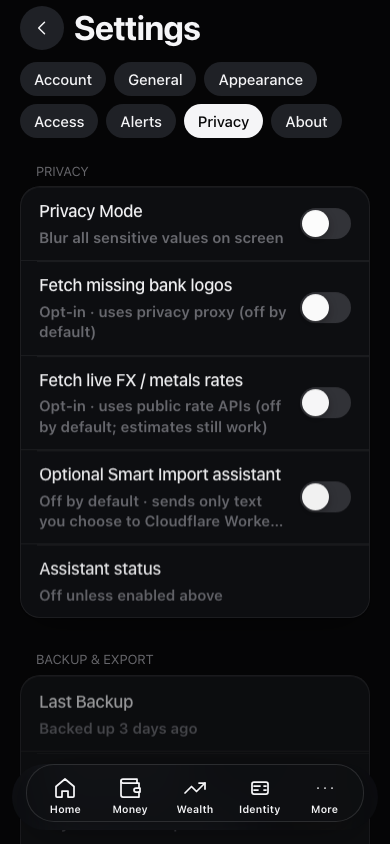 Settings
Account General Appearance
Access Alerts Privacy About
PRIVACY
Privacy Mode
Blur all sensitive values on screen
Fetch missing bank logos
Opt-in · uses privacy proxy (off by
default)
Fetch live FX / metals rates
Opt-in · uses public rate APIs (off
by default; estimates still work)
Optional Smart Import assistant
Off by default · sends only text
you choose to Cloudflare Worke...
Assistant status
Off unless enabled above
BACKUP & EXPORT
Last Backup
Backed up 3 days ago
Home Money Wealth Identity More